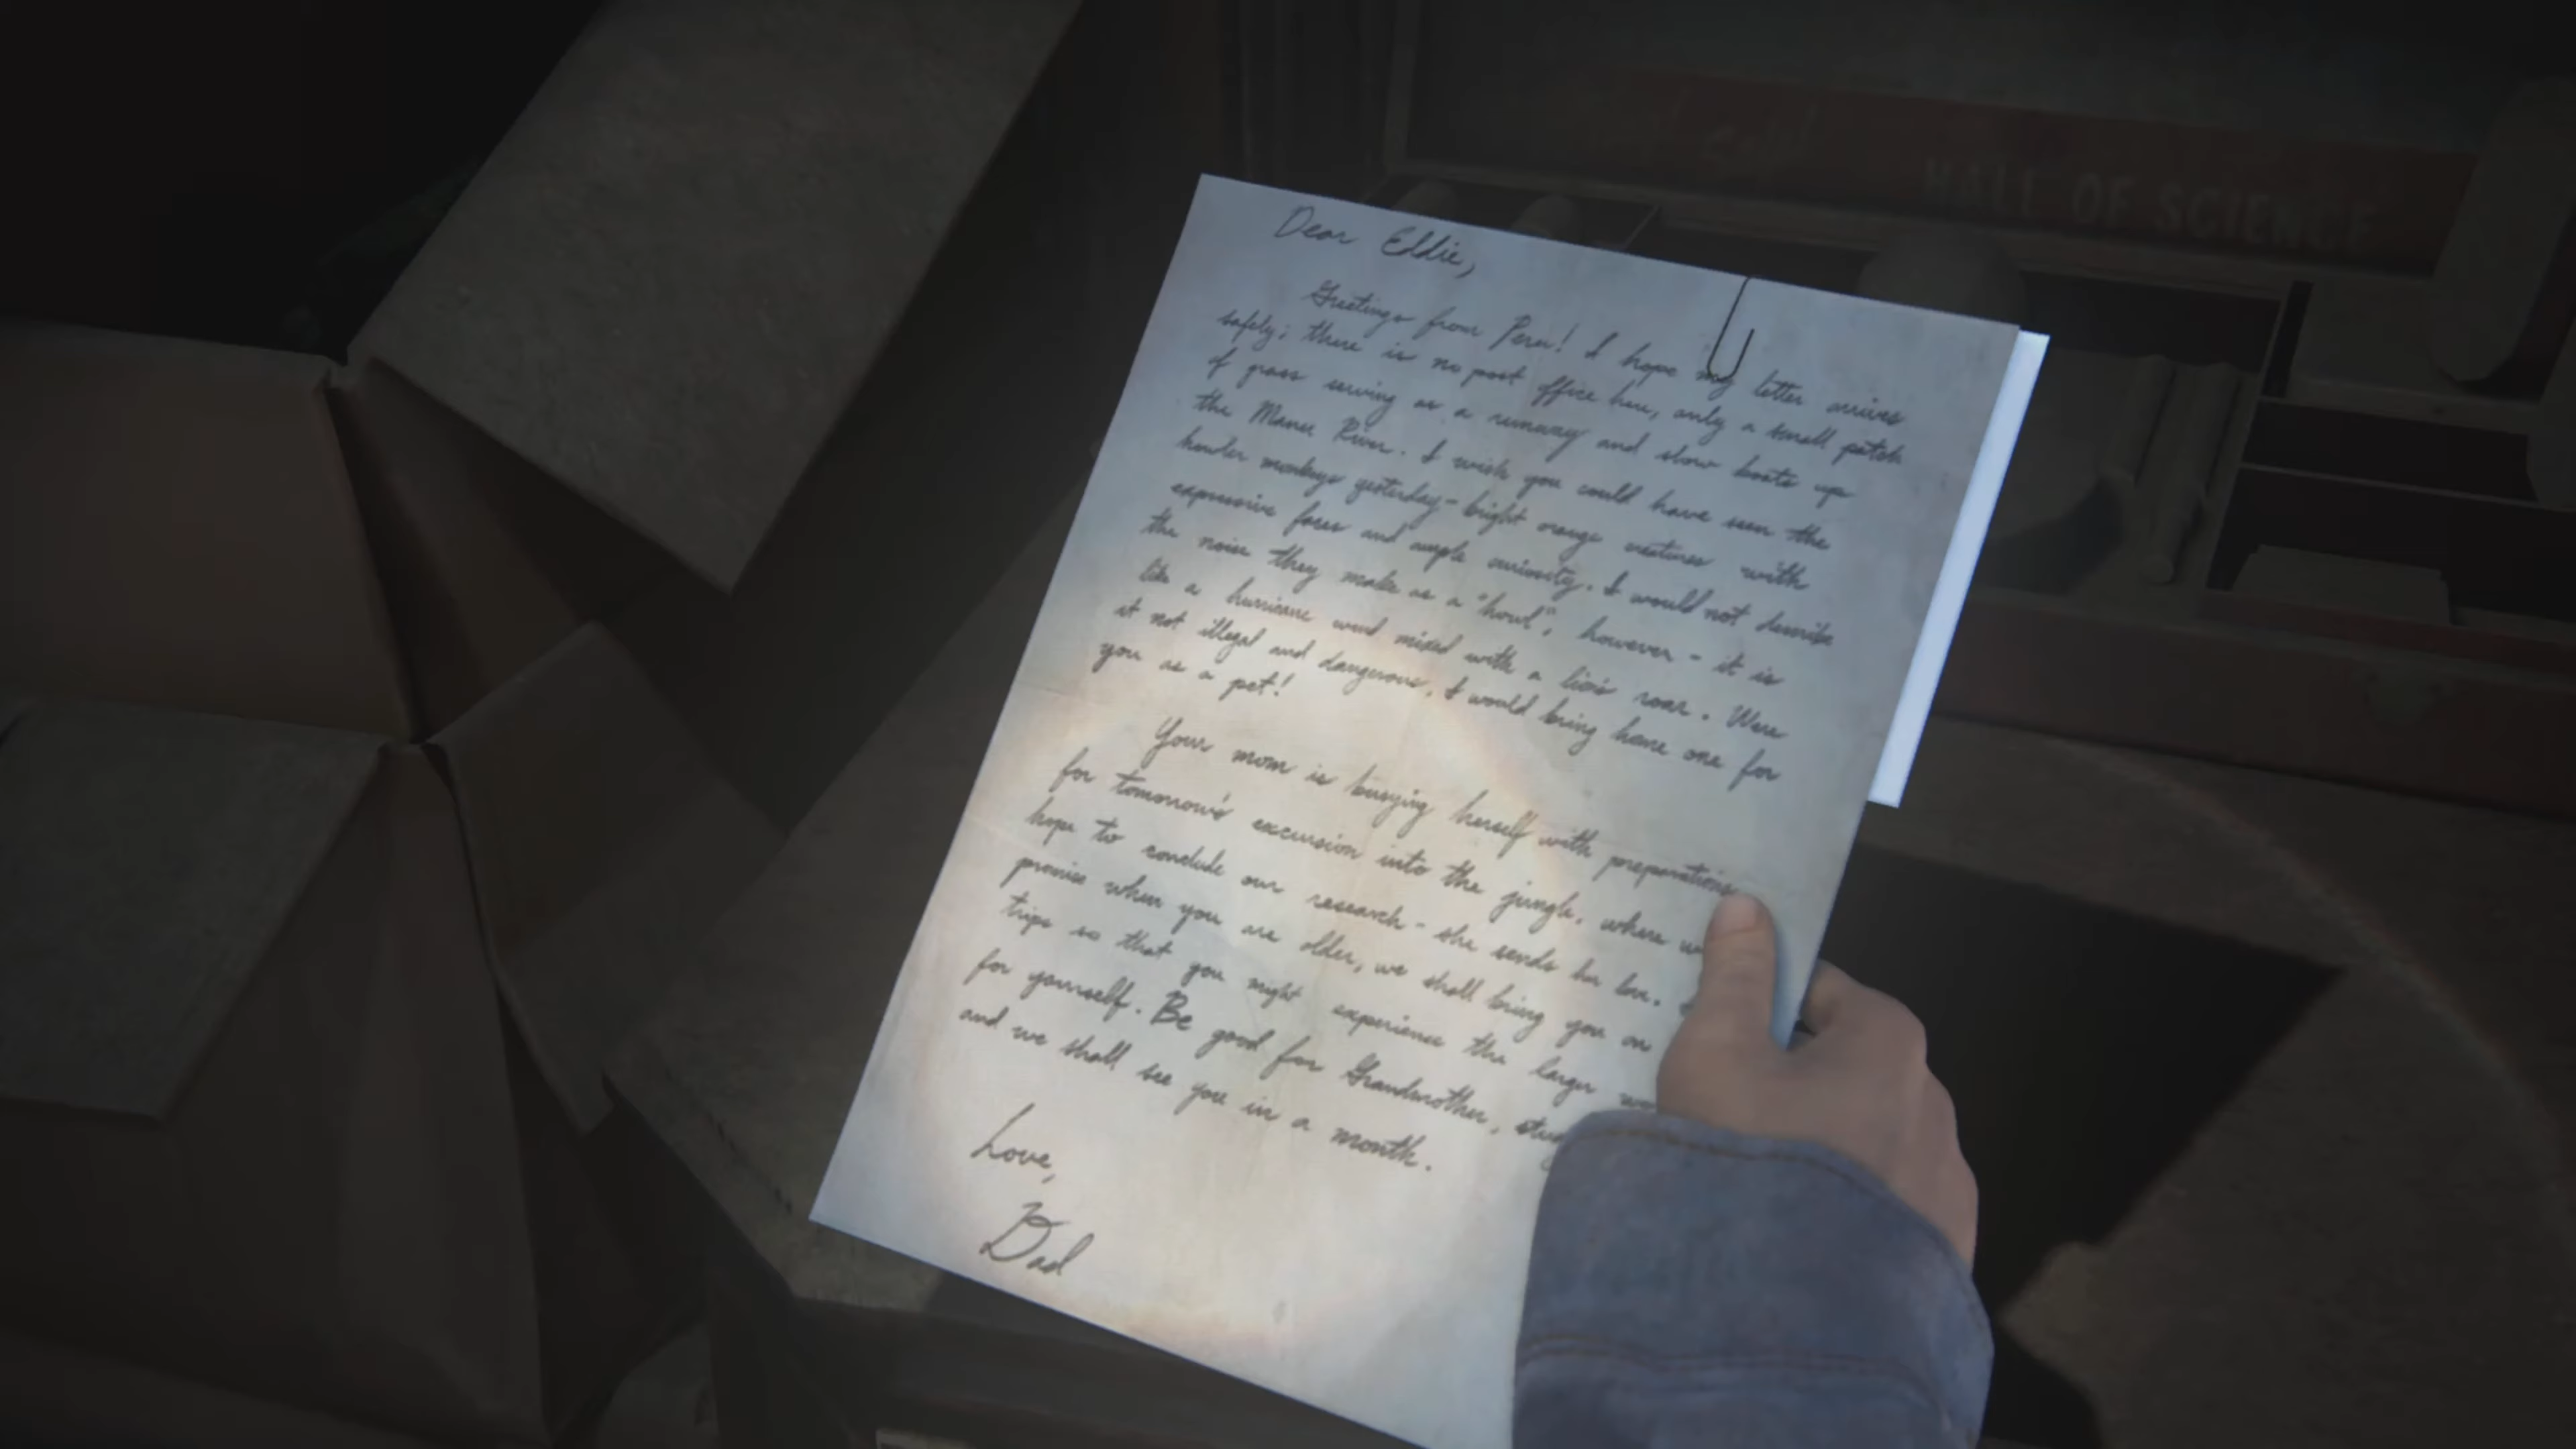 HALL OF SCIENCE
Dear Eddie,
Greetings from Peru! I hope my letter arrives
safely; there is no post office here, only a small patch
of grass serving as a runway and slow boats up
the Manu River. I wish you could have seen the
howler monkeys yesterday - bright orange creatures with
expressive faces and ample curiosity. I would not describe
the noise they make as a "howl", however - it is
like a hurricane wind mixed with a lion's roar. Were
it not illegal and dangerous, I would bring home one for
you as a pet!
Your mom is busying herself with preparations
for tomorrow's excursion into the jungle, where
hope to conclude our research - she sends her love.
promise when you are older, we shall bring you on
trips so that you might experience the larger
for yourself. Be good for Grandmother,
and we shall see you in a month.
Love,
Dad